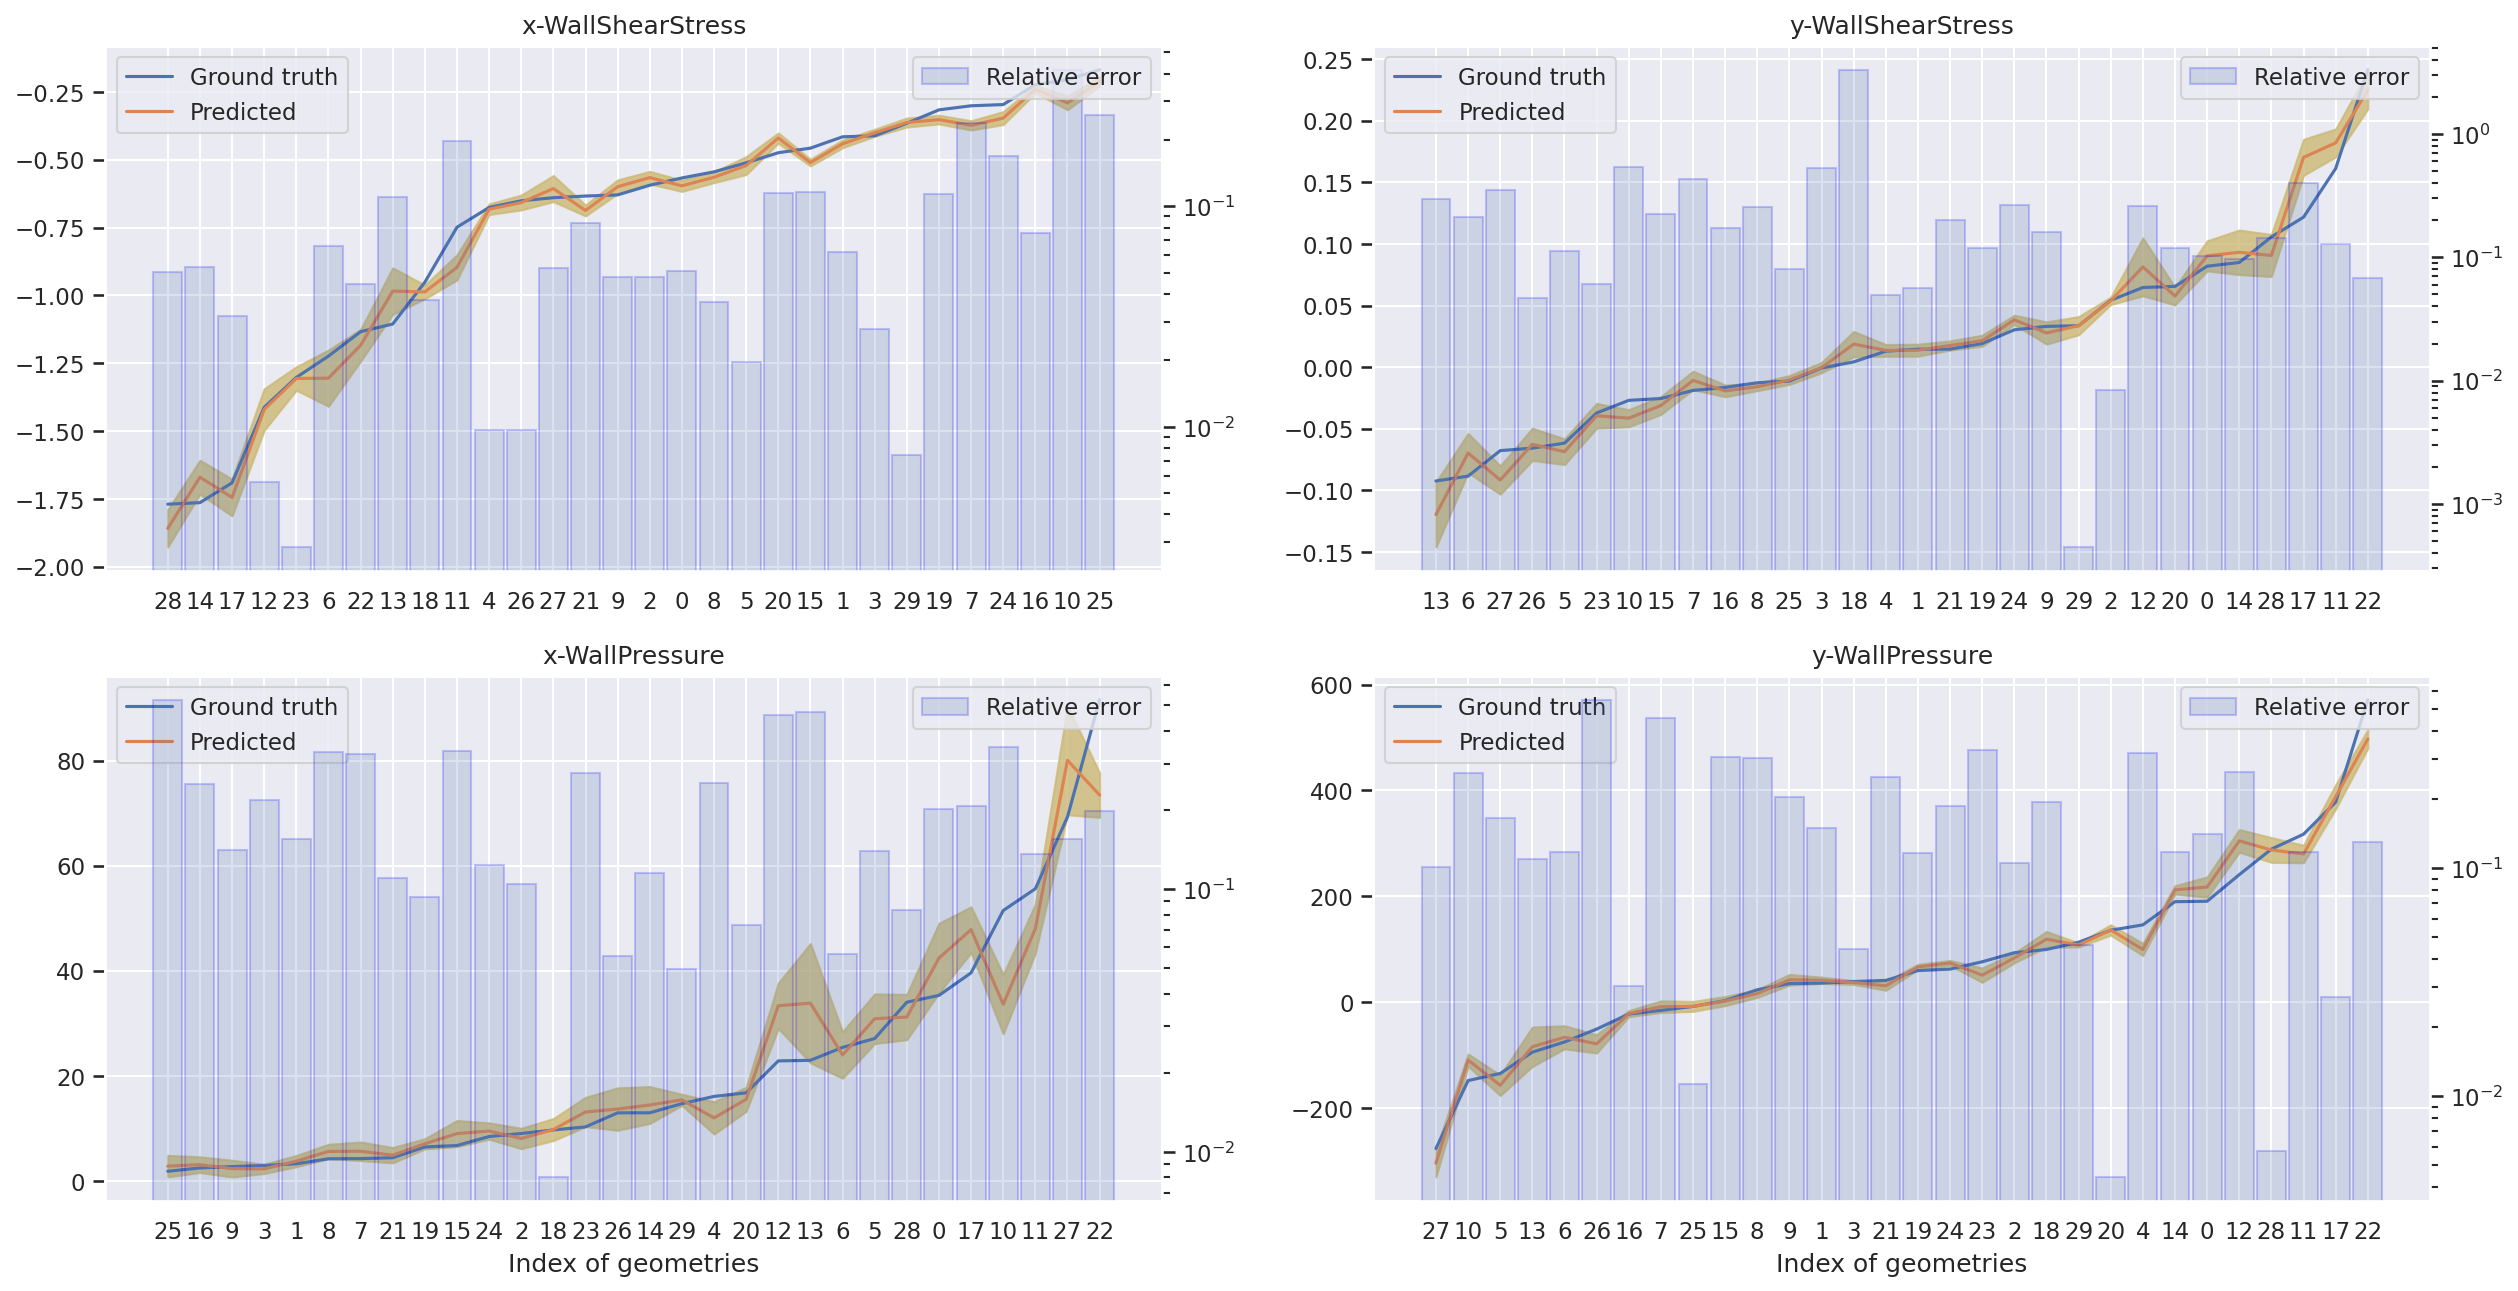 x-WallShearStress
Ground truth
Predicted
Relative error
−0.25
−0.50
−0.75
−1.00
−1.25
−1.50
−1.75
−2.00
10⁻¹
10⁻²
28 14 17 12 23 6 22 13 18 11 4 26 27 21 9 2 0 8 5 20 15 1 3 29 19 7 24 16 10 25
y-WallShearStress
Ground truth
Predicted
Relative error
0.25
0.20
0.15
0.10
0.05
0.00
−0.05
−0.10
−0.15
10⁰
10⁻¹
10⁻²
10⁻³
13 6 27 26 5 23 10 15 7 16 8 25 3 18 4 1 21 19 24 9 29 2 12 20 0 14 28 17 11 22
x-WallPressure
Ground truth
Predicted
Relative error
80
60
40
20
0
10⁻¹
10⁻²
25 16 9 3 1 8 7 21 19 15 24 2 18 23 26 14 29 4 20 12 13 6 5 28 0 17 10 11 27 22
Index of geometries
y-WallPressure
Ground truth
Predicted
Relative error
600
400
200
0
−200
10⁻¹
10⁻²
27 10 5 13 6 26 16 7 25 15 8 9 1 3 21 19 24 23 2 18 29 20 4 14 0 12 28 11 17 22
Index of geometries